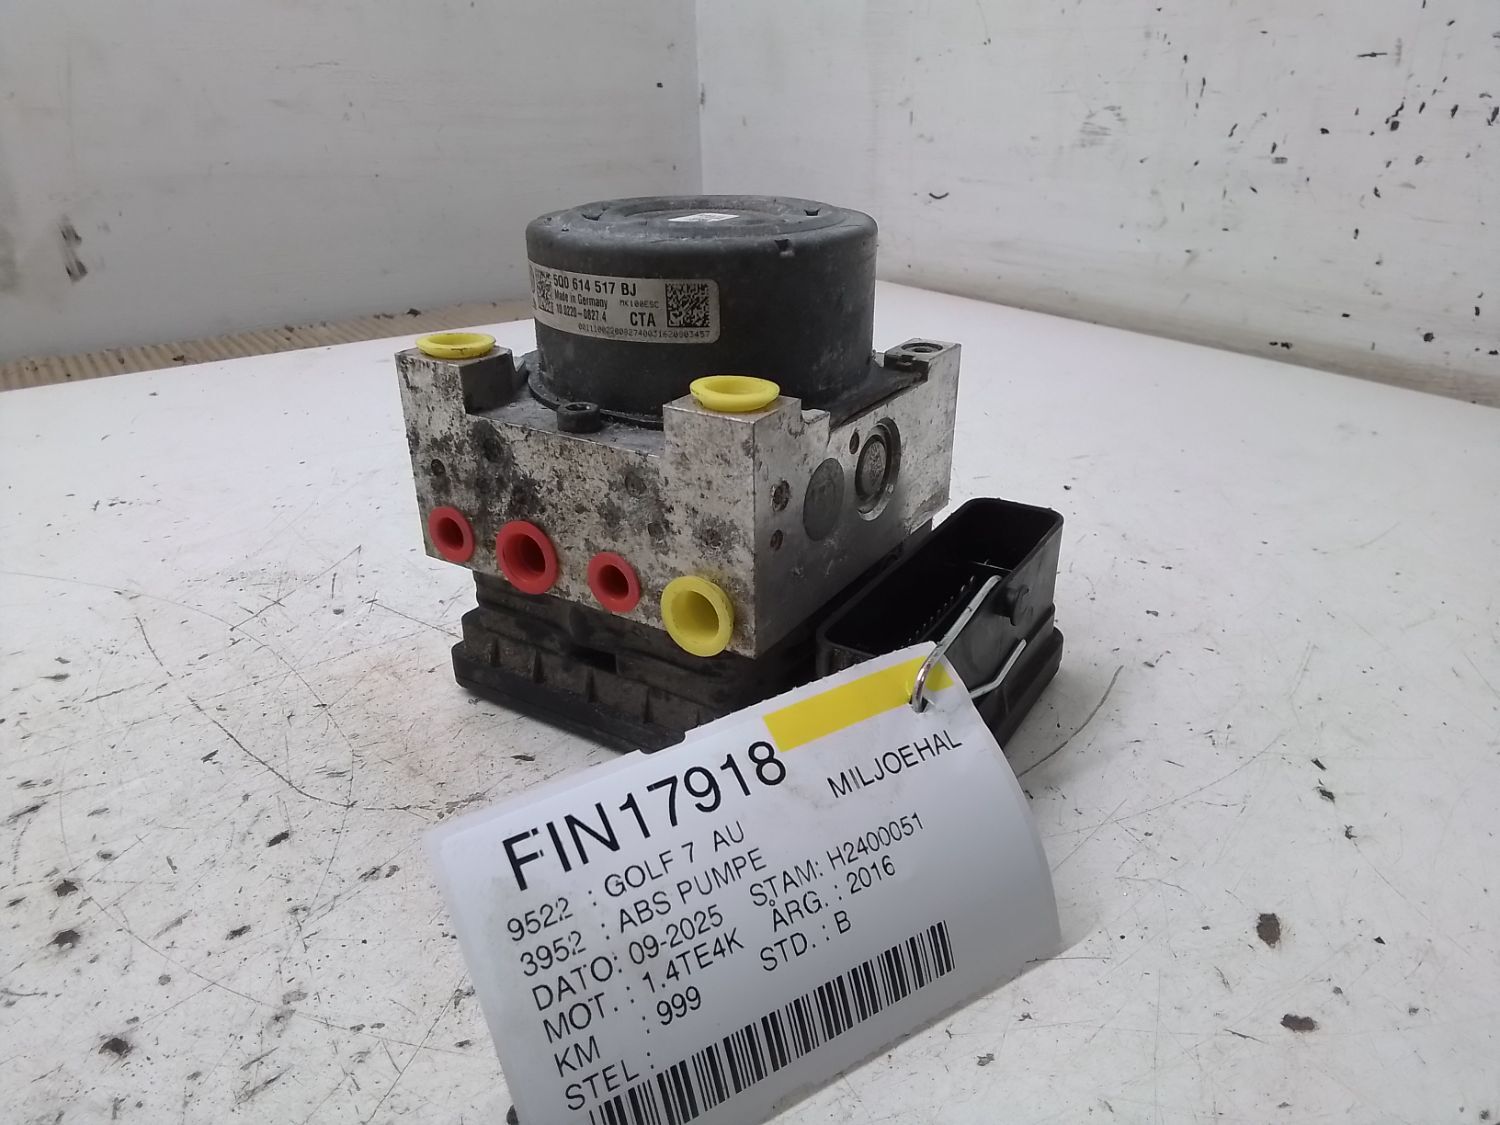 5Q0 614 517 BJ
Made in Germany MK100ESC
10.0220-0827.4 CTA
0011100220082740031620003457
FIN17918
MILJOEHAL
9522 : GOLF 7 AU
3952 : ABS PUMPE
DATO: 09-2025 STAM: H2400051
MOT. : 1.4TE4K ÅRG. : 2016
KM : 999 STD. : B
STEL :